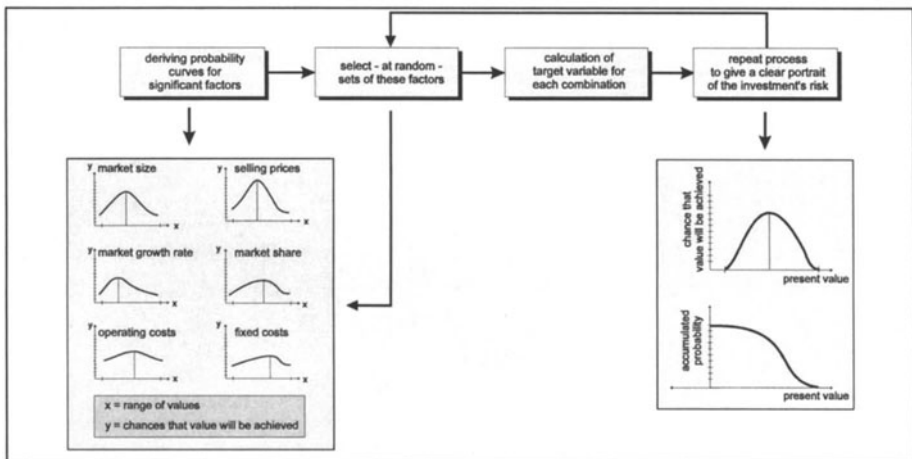 deriving probability
curves for
significant factors
select - at random -
sets of these factors
calculation of
target variable for
each combination
repeat process
to give a clear portrait
of the investment's risk
y market size
x
y selling prices
x
y market growth rate
x
y market share
x
y operating costs
x
y fixed costs
x
x = range of values
y = chances that value will be achieved
chance that
value will be achieved
present value
accumulated
probability
present value